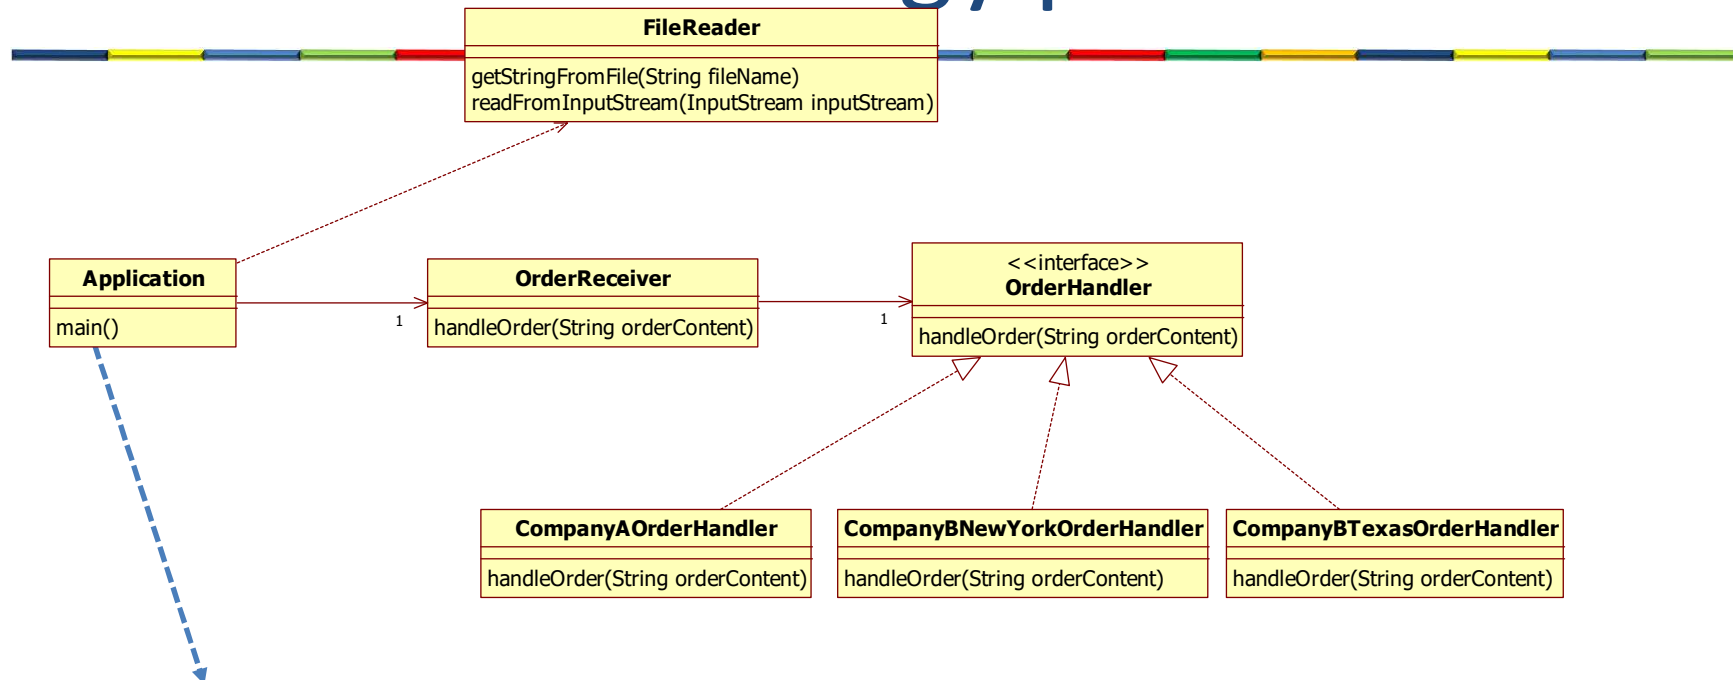 FileReader
getStringFromFile(String fileName)
readFromInputStream(InputStream inputStream)
Application
main()
1
OrderReceiver
handleOrder(String orderContent)
1
<<interface>>
OrderHandler
handleOrder(String orderContent)
CompanyAOrderHandler
handleOrder(String orderContent)
CompanyBNewYorkOrderHandler
handleOrder(String orderContent)
CompanyBTexasOrderHandler
handleOrder(String orderContent)